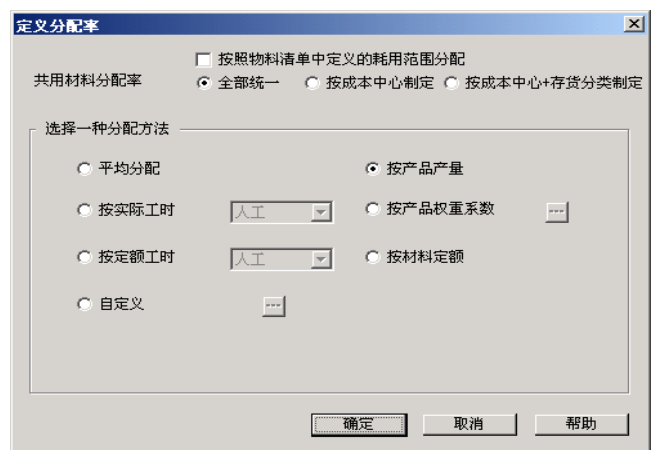 定义分配率
按照物料清单中定义的耗用范围分配
共用材料分配率 全部统一 按成本中心制定 按成本中心+存货分类制定
选择一种分配方法
平均分配 按产品产量
按实际工时 人工 按产品权重系数 ...
按定额工时 人工 按材料定额
自定义 ...
确定 取消 帮助